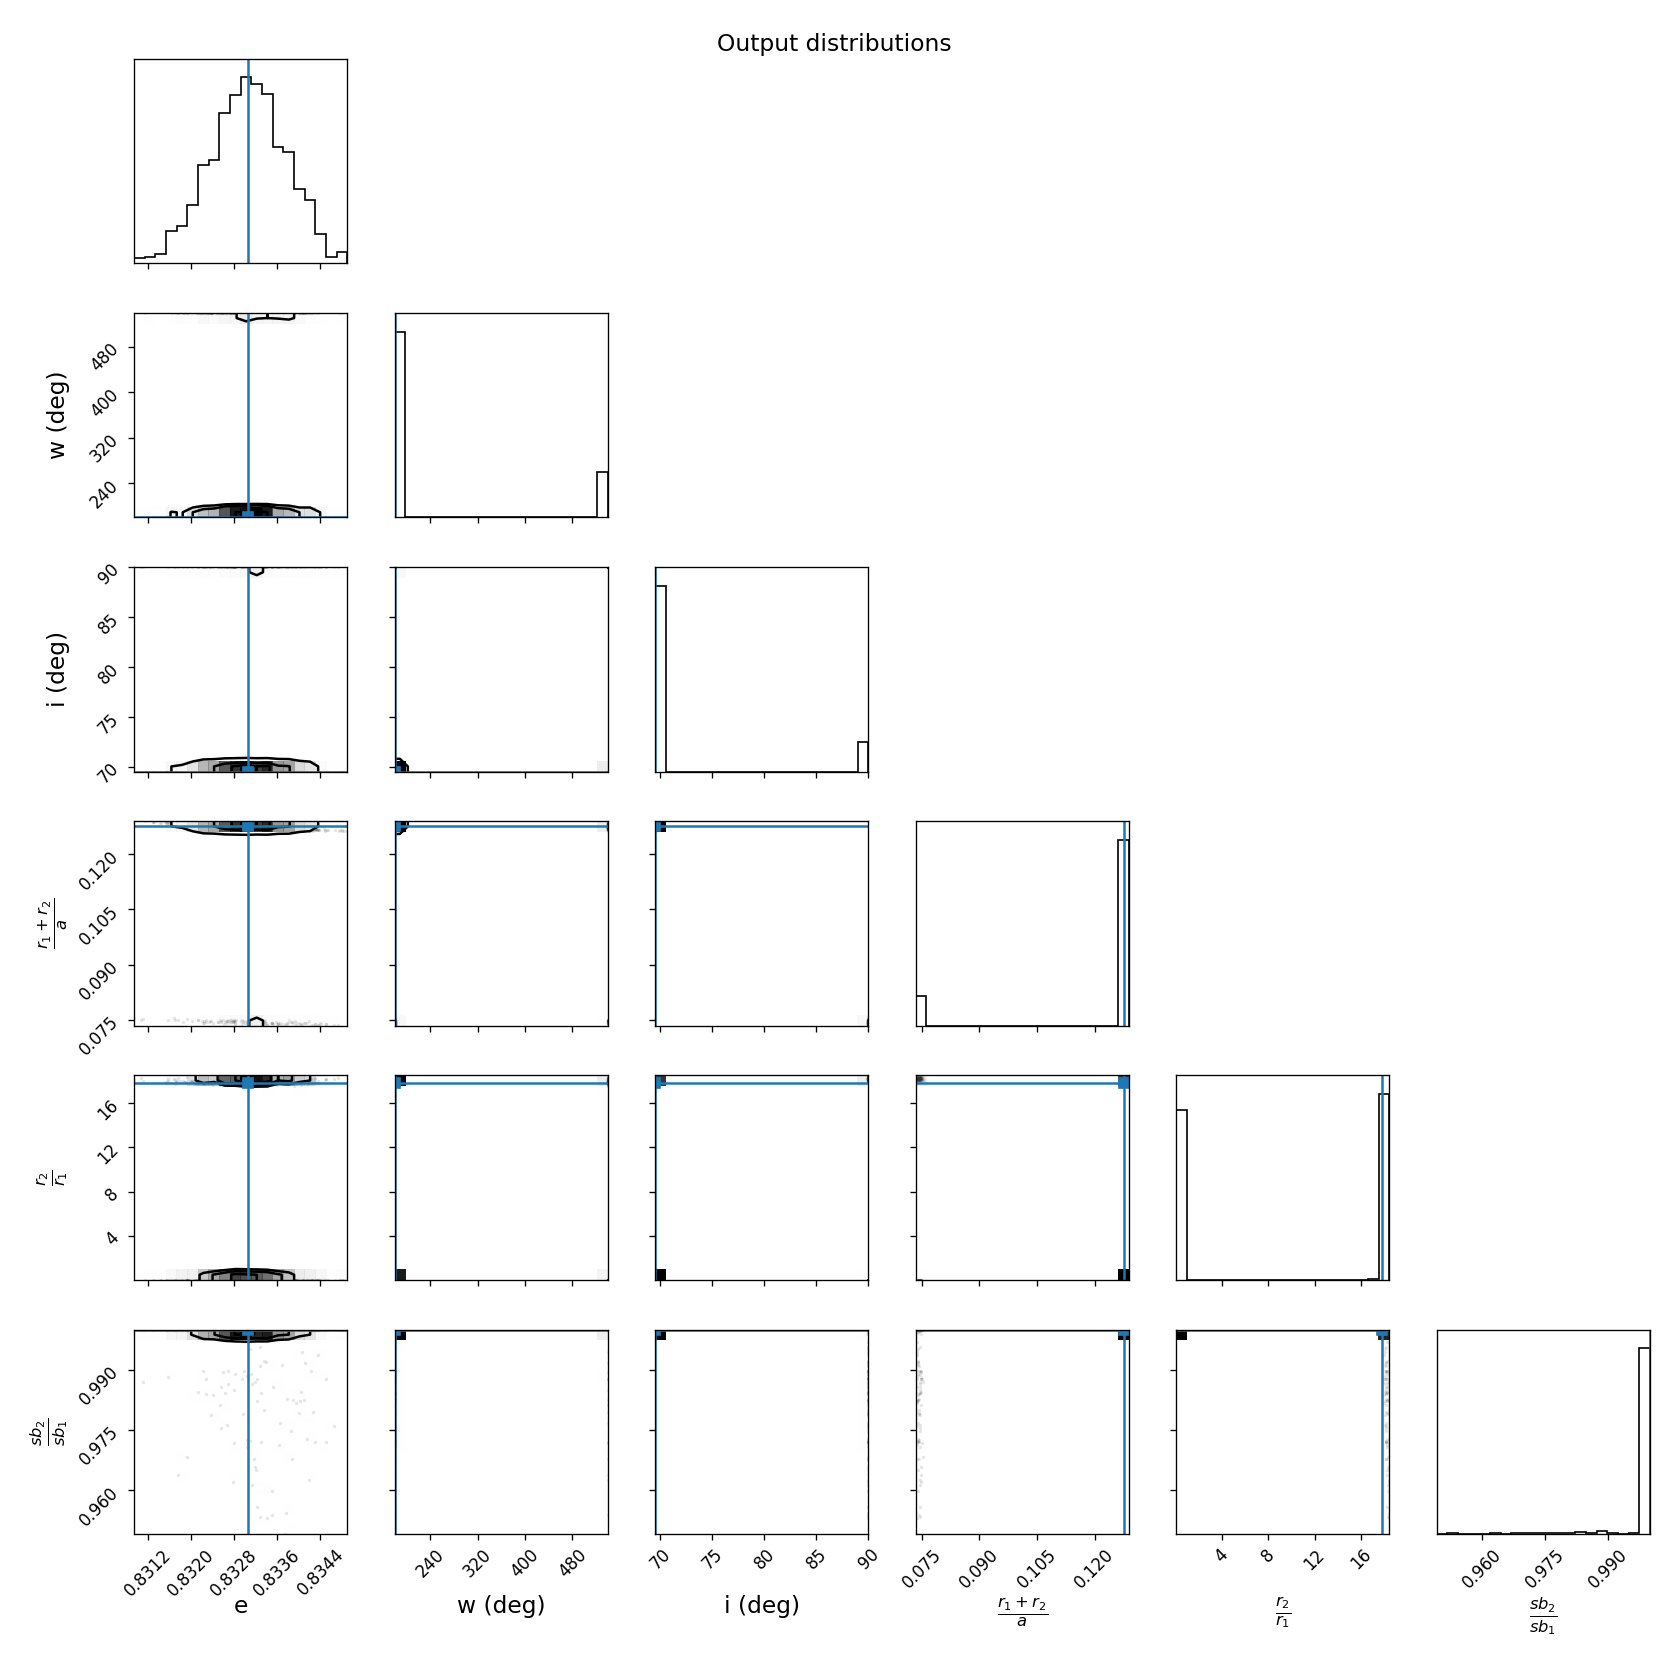 Output distributions
w (deg)
480
400
320
240
i (deg)
90
85
80
75
70
r₁ + r₂
a
0.120
0.105
0.090
0.075
r₂
r₁
16
12
8
4
sb₂
sb₁
0.990
0.975
0.960
0.8312 0.8320 0.8328 0.8336 0.8344
240 320 400 480
70 75 80 85 90
0.075 0.090 0.105 0.120
4 8 12 16
0.960 0.975 0.990
e
w (deg)
i (deg)
r₁ + r₂
a
r₂
r₁
sb₂
sb₁